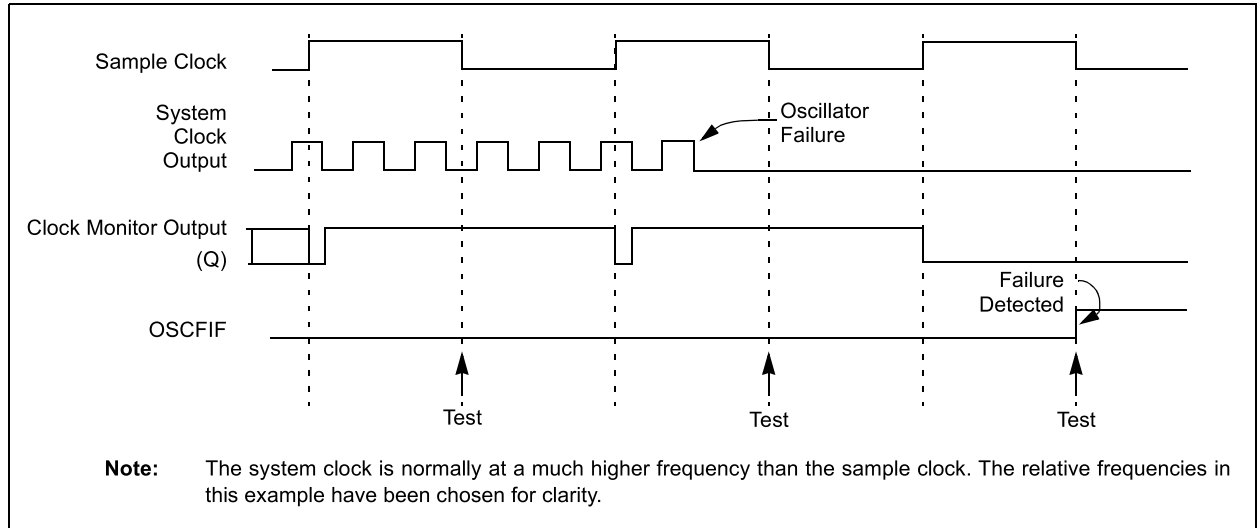 Sample Clock
System
Clock
Output
Oscillator
Failure
Clock Monitor Output
(Q)
Failure
Detected
OSCFIF
Test
Test
Test
Note: The system clock is normally at a much higher frequency than the sample clock. The relative frequencies in
this example have been chosen for clarity.